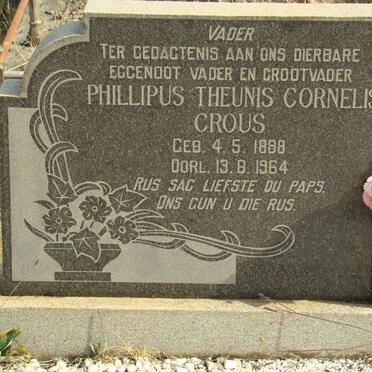 VADER
TER GEDAGTENIS AAN ONS DIERBARE
EGGENOOT VADER EN GROOTVADER
PHILLIPUS THEUNIS CORNELIS
CROUS
GEB. 4.5.1888
OORL. 13.8.1964
RUS SAG LIEFSTE OU PAPS.
ONS GUN U DIE RUS.